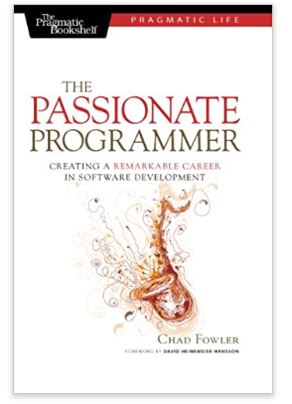 The
Pragmatic
Bookshelf
PRAGMATIC LIFE
THE
PASSIONATE
PROGRAMMER
CREATING A REMARKABLE CAREER
IN SOFTWARE DEVELOPMENT
CHAD FOWLER
FOREWORD BY DAVID HEINEMEIER HANSSON